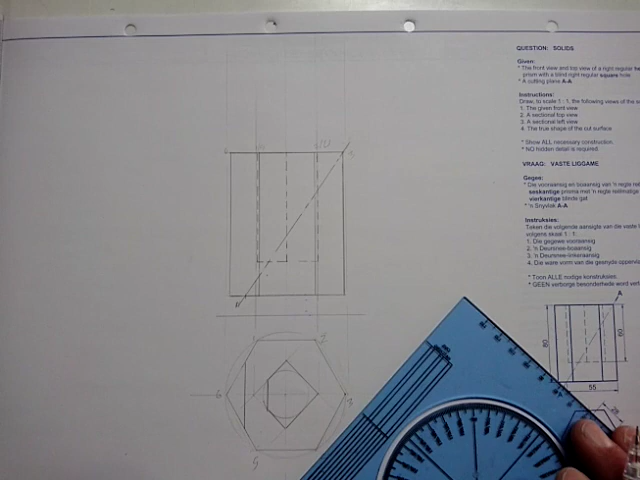 QUESTION: SOLIDS
Given:
* The front view and top view of a right regular
prism with a blind right regular square hole
* A cutting plane A-A
Instructions:
Draw, to scale 1 : 1, the following views of the
1. The given front view
2. A sectional top view
3. A sectional left view
4. The true shape of the cut surface
* Show ALL necessary construction.
* NO hidden detail is required
VRAAG: VASTE LIGGAME
Gegee:
* Die vooraansig en boaansig van 'n regte
seskantige prisma met 'n regte reëlmatige
vierkantige blinde gat
* 'n Snyvlak A-A
Instruksies:
Teken die volgende aansigte van die vaste
volgens skaal 1 : 1:
1. Die gegewe vooraansig
2. 'n Deursnee-boaansig
3. 'n Deursnee-linkeraansig
4. Die ware vorm van die gesnyde
* Toon ALLE nodige konstruksies.
* GEEN verborge besonderhede word
A
80
60
55